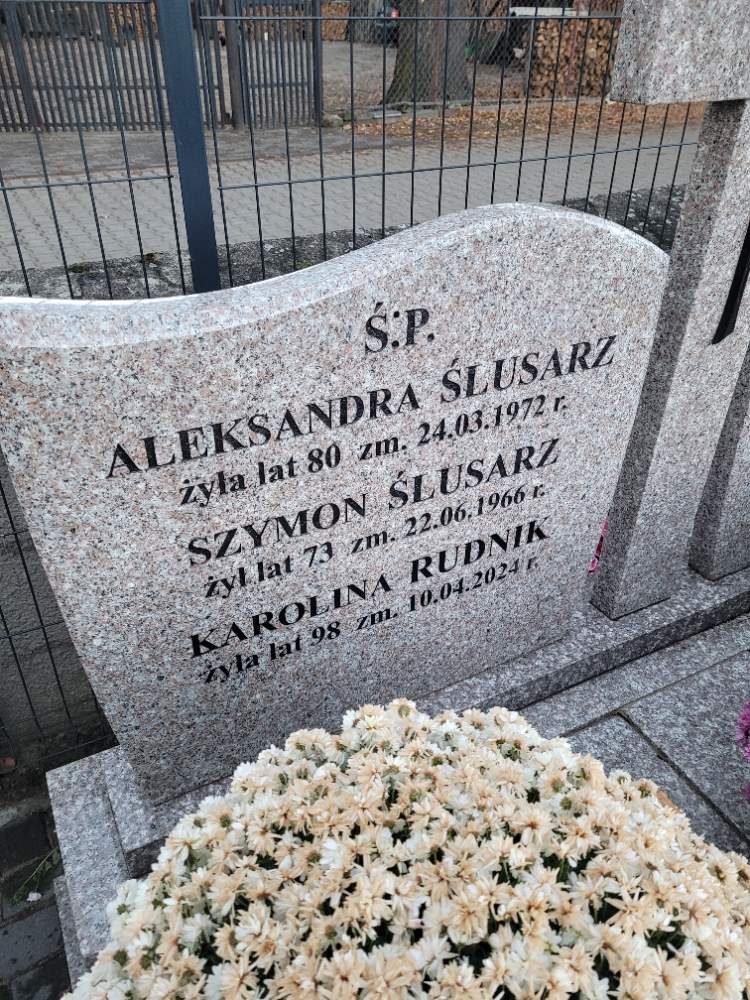 Ś.P.
ALEKSANDRA ŚLUSARZ
żyła lat 80 zm. 24.03.1972 r.
SZYMON ŚLUSARZ
żył lat 73 zm. 22.06.1966 r.
KAROLINA RUDNIK
żyła lat 98 zm. 10.04.2024 r.